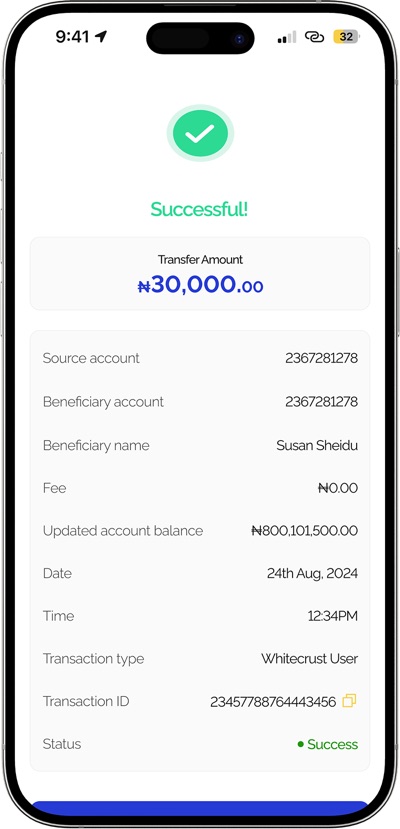 9:41
32
Successful!
Transfer Amount
₦30,000.00
Source account 2367281278
Beneficiary account 2367281278
Beneficiary name Susan Sheidu
Fee ₦0.00
Updated account balance ₦800,101,500.00
Date 24th Aug, 2024
Time 12:34PM
Transaction type Whitecrust User
Transaction ID 23457788764443456
Status Success